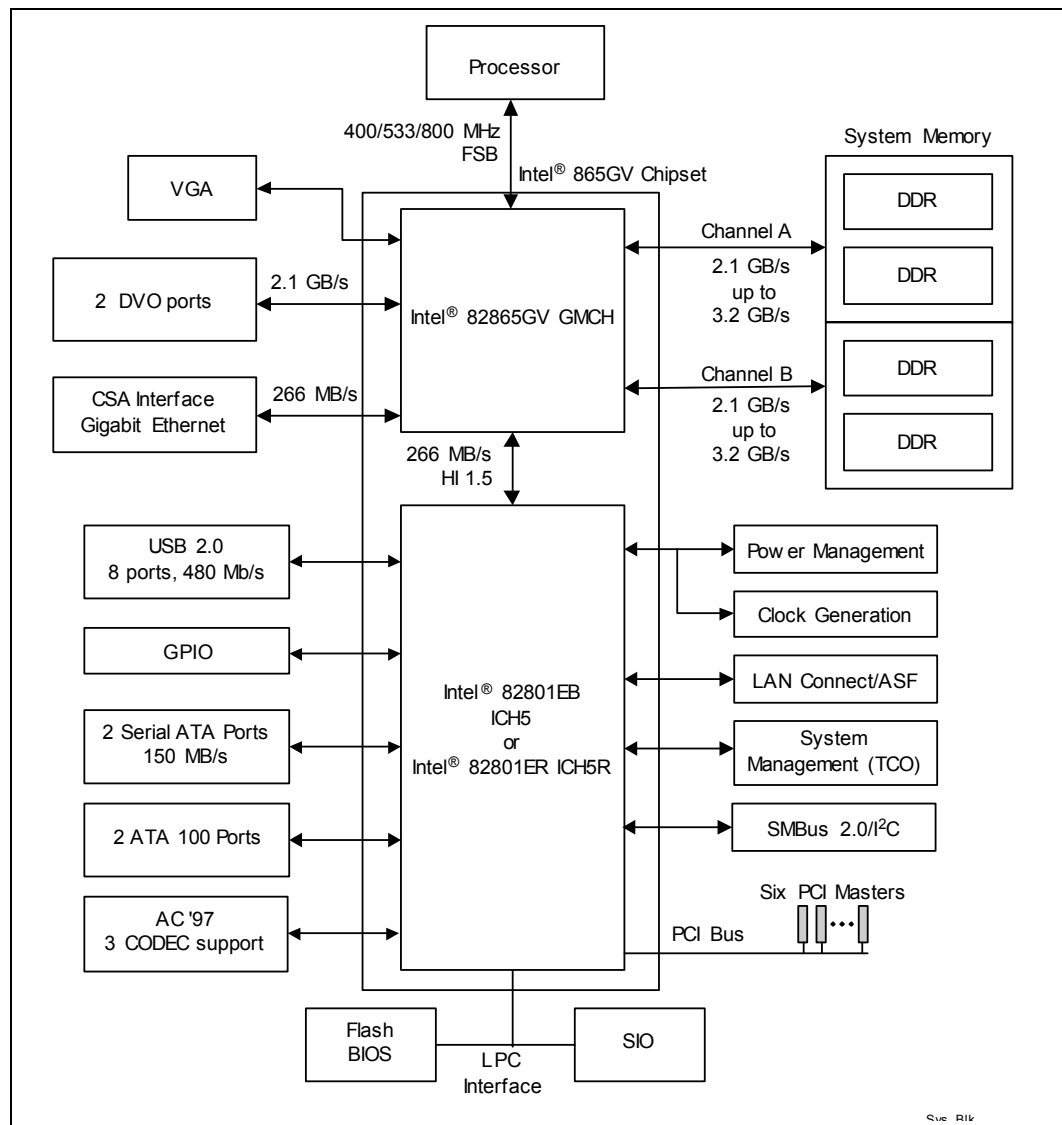 Processor
400/533/800 MHz
FSB
Intel® 865GV Chipset
System Memory
VGA
DDR
Channel A
2.1 GB/s
up to
3.2 GB/s
DDR
2 DVO ports
2.1 GB/s
Intel® 82865GV GMCH
Channel B
2.1 GB/s
up to
3.2 GB/s
DDR
DDR
CSA Interface
Gigabit Ethernet
266 MB/s
266 MB/s
HI 1.5
USB 2.0
8 ports, 480 Mb/s
Power Management
Clock Generation
GPIO
LAN Connect/ASF
Intel® 82801EB
ICH5
or
Intel® 82801ER ICH5R
2 Serial ATA Ports
150 MB/s
System
Management (TCO)
2 ATA 100 Ports
SMBus 2.0/I²C
AC '97
3 CODEC support
Six PCI Masters
PCI Bus
Flash
BIOS
LPC
Interface
SIO
Sys_Blk